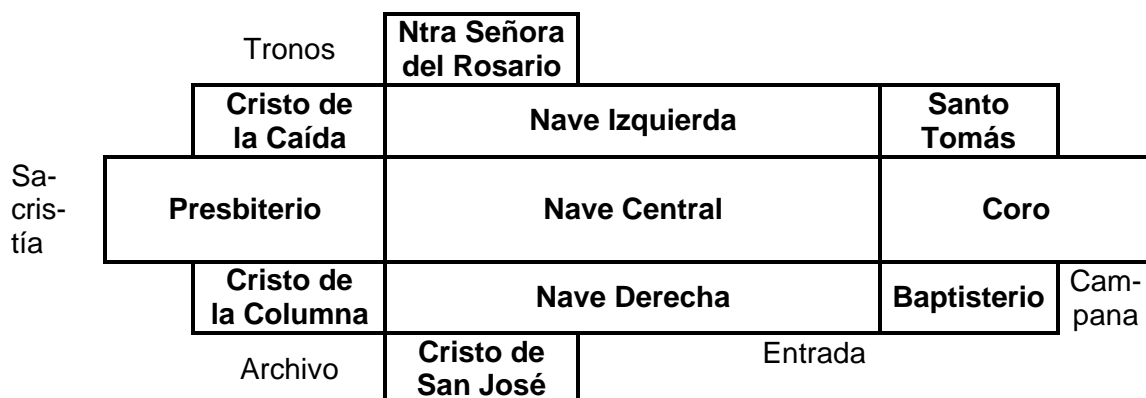 Tronos
Ntra Señora
del Rosario
Cristo de
la Caída
Nave Izquierda
Santo
Tomás
Sa-
cris-
tía
Presbiterio
Nave Central
Coro
Cristo de
la Columna
Nave Derecha
Baptisterio
Cam-
pana
Archivo
Cristo de
San José
Entrada